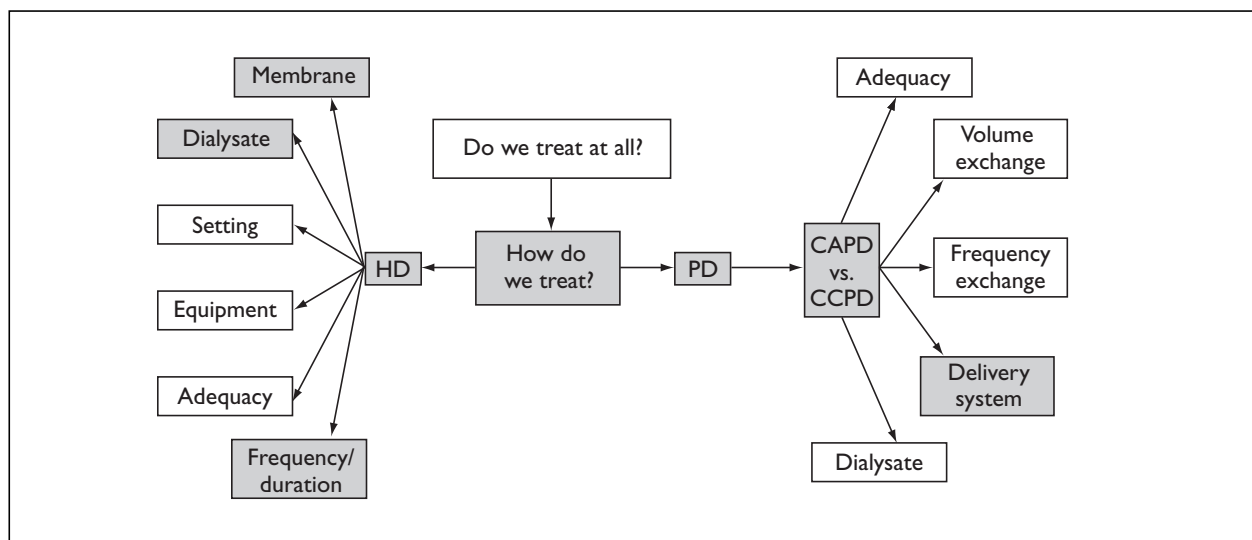 Membrane
Dialysate
Setting
Equipment
Adequacy
Frequency/
duration
HD
Do we treat at all?
How do
we treat?
PD
CAPD
vs.
CCPD
Adequacy
Volume
exchange
Frequency
exchange
Delivery
system
Dialysate